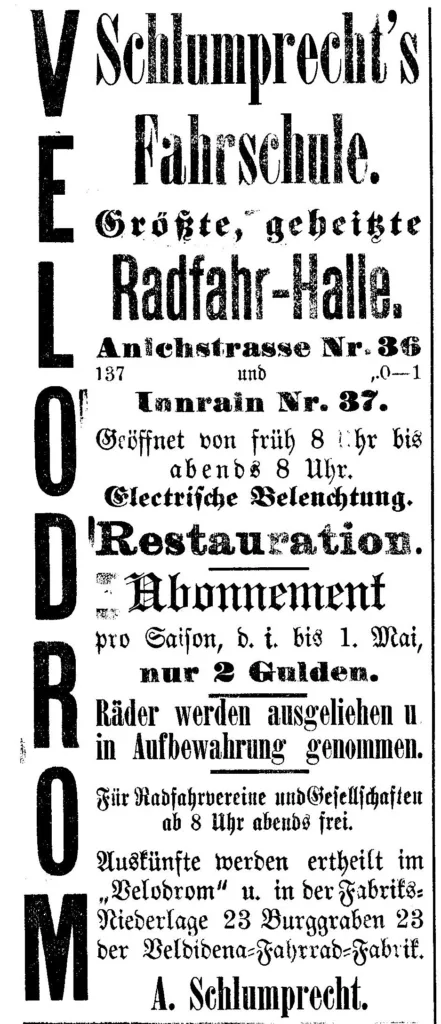 VELODROM
Schlumprecht's
Fahrschule.
Größte, geheitzte
Radfahr-Halle.
Anichstrasse Nr. 36
137 und „0—1
Innrain Nr. 37.
Geöffnet von früh 8 Uhr bis
abends 8 Uhr.
Electrische Beleuchtung.
Restauration.
Abonnement
pro Saison, d. i. bis 1. Mai,
nur 2 Gulden.
Räder werden ausgeliehen u
in Aufbewahrung genommen.
Für Radfahrvereine und Gesellschaften
ab 8 Uhr abends frei.
Auskünfte werden ertheilt im
„Velodrom" u. in der Fabriks-
Niederlage 23 Burggraben 23
der Veldidena-Fahrrad-Fabrik.
A. Schlumprecht.